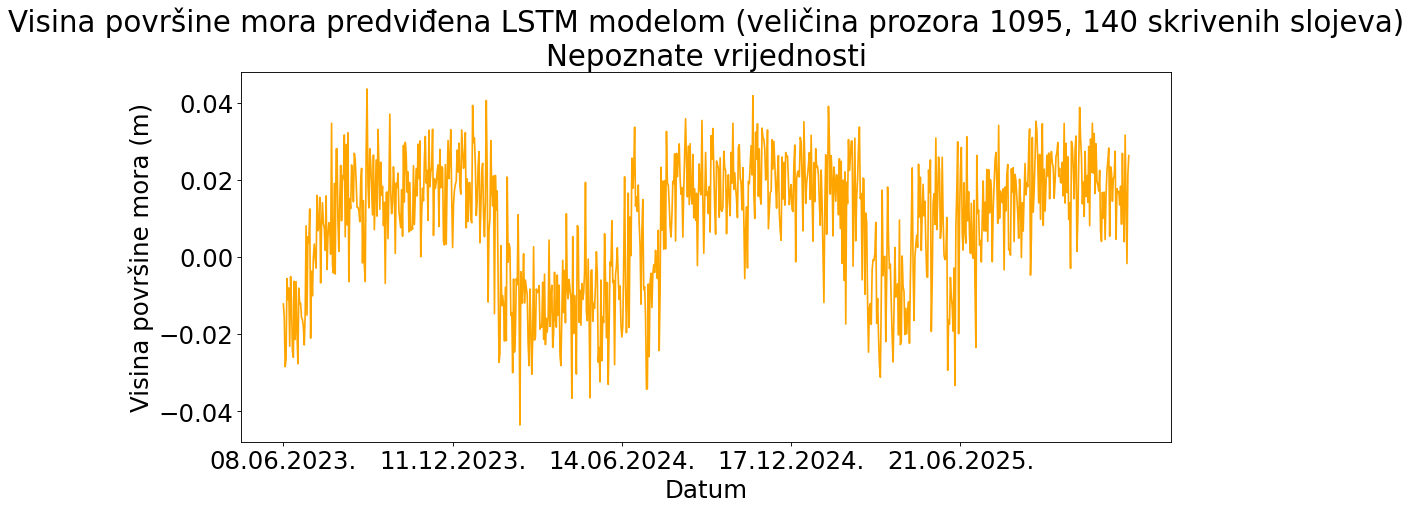 Visina površine mora predviđena LSTM modelom (veličina prozora 1095, 140 skrivenih slojeva)
Nepoznate vrijednosti
Visina površine mora (m)
0.04
0.02
0.00
−0.02
−0.04
08.06.2023. 11.12.2023. 14.06.2024. 17.12.2024. 21.06.2025.
Datum